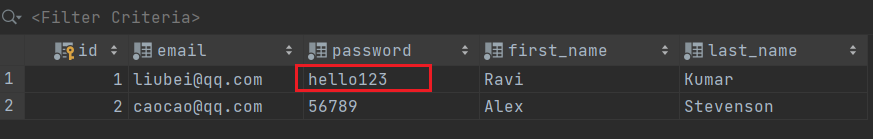 <Filter Criteria>
id email password first_name last_name
1 1 liubei@qq.com hello123 Ravi Kumar
2 2 caocao@qq.com 56789 Alex Stevenson